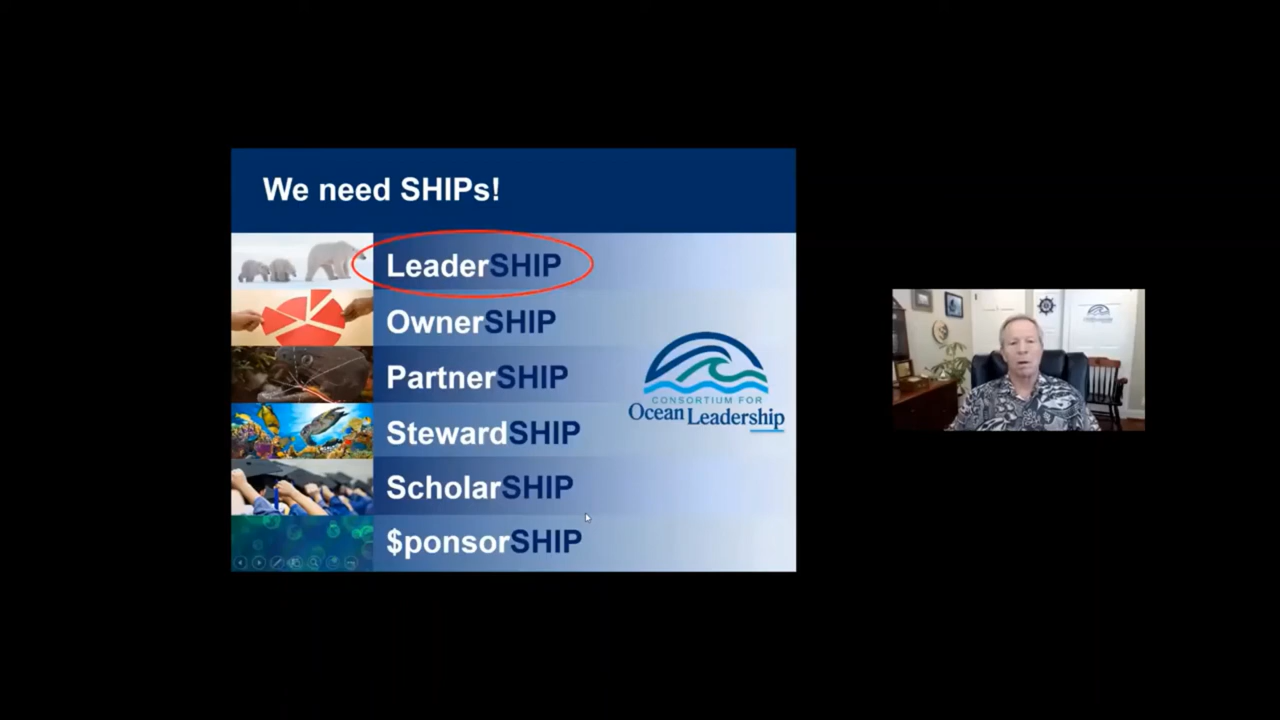 We need SHIPs!
LeaderSHIP
OwnerSHIP
PartnerSHIP
StewardSHIP
ScholarSHIP
$ponsorSHIP
CONSORTIUM FOR
Ocean Leadership